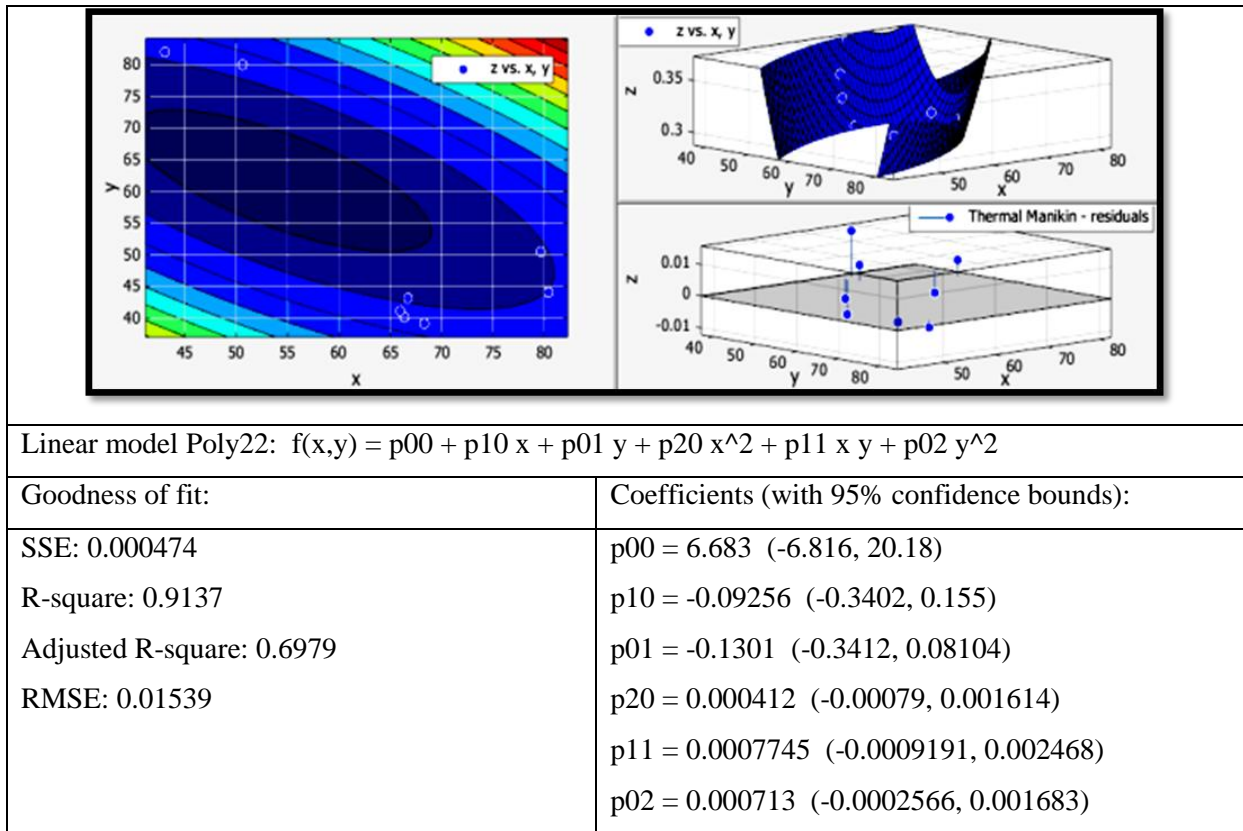 80
75
70
65
60
55
50
45
40
y
45 50 55 60 65 70 75 80
x
z vs. x, y
z vs. x, y
0.35
0.3
z
40 50 60 70 80
y
50 60 70 80
x
Thermal Manikin - residuals
0.01
0
-0.01
z
40 50 60 70 80
y
50 60 70 80
x
Linear model Poly22: f(x,y) = p00 + p10 x + p01 y + p20 x^2 + p11 x y + p02 y^2
Goodness of fit:
Coefficients (with 95% confidence bounds):
SSE: 0.000474
R-square: 0.9137
Adjusted R-square: 0.6979
RMSE: 0.01539
p00 = 6.683 (-6.816, 20.18)
p10 = -0.09256 (-0.3402, 0.155)
p01 = -0.1301 (-0.3412, 0.08104)
p20 = 0.000412 (-0.00079, 0.001614)
p11 = 0.0007745 (-0.0009191, 0.002468)
p02 = 0.000713 (-0.0002566, 0.001683)